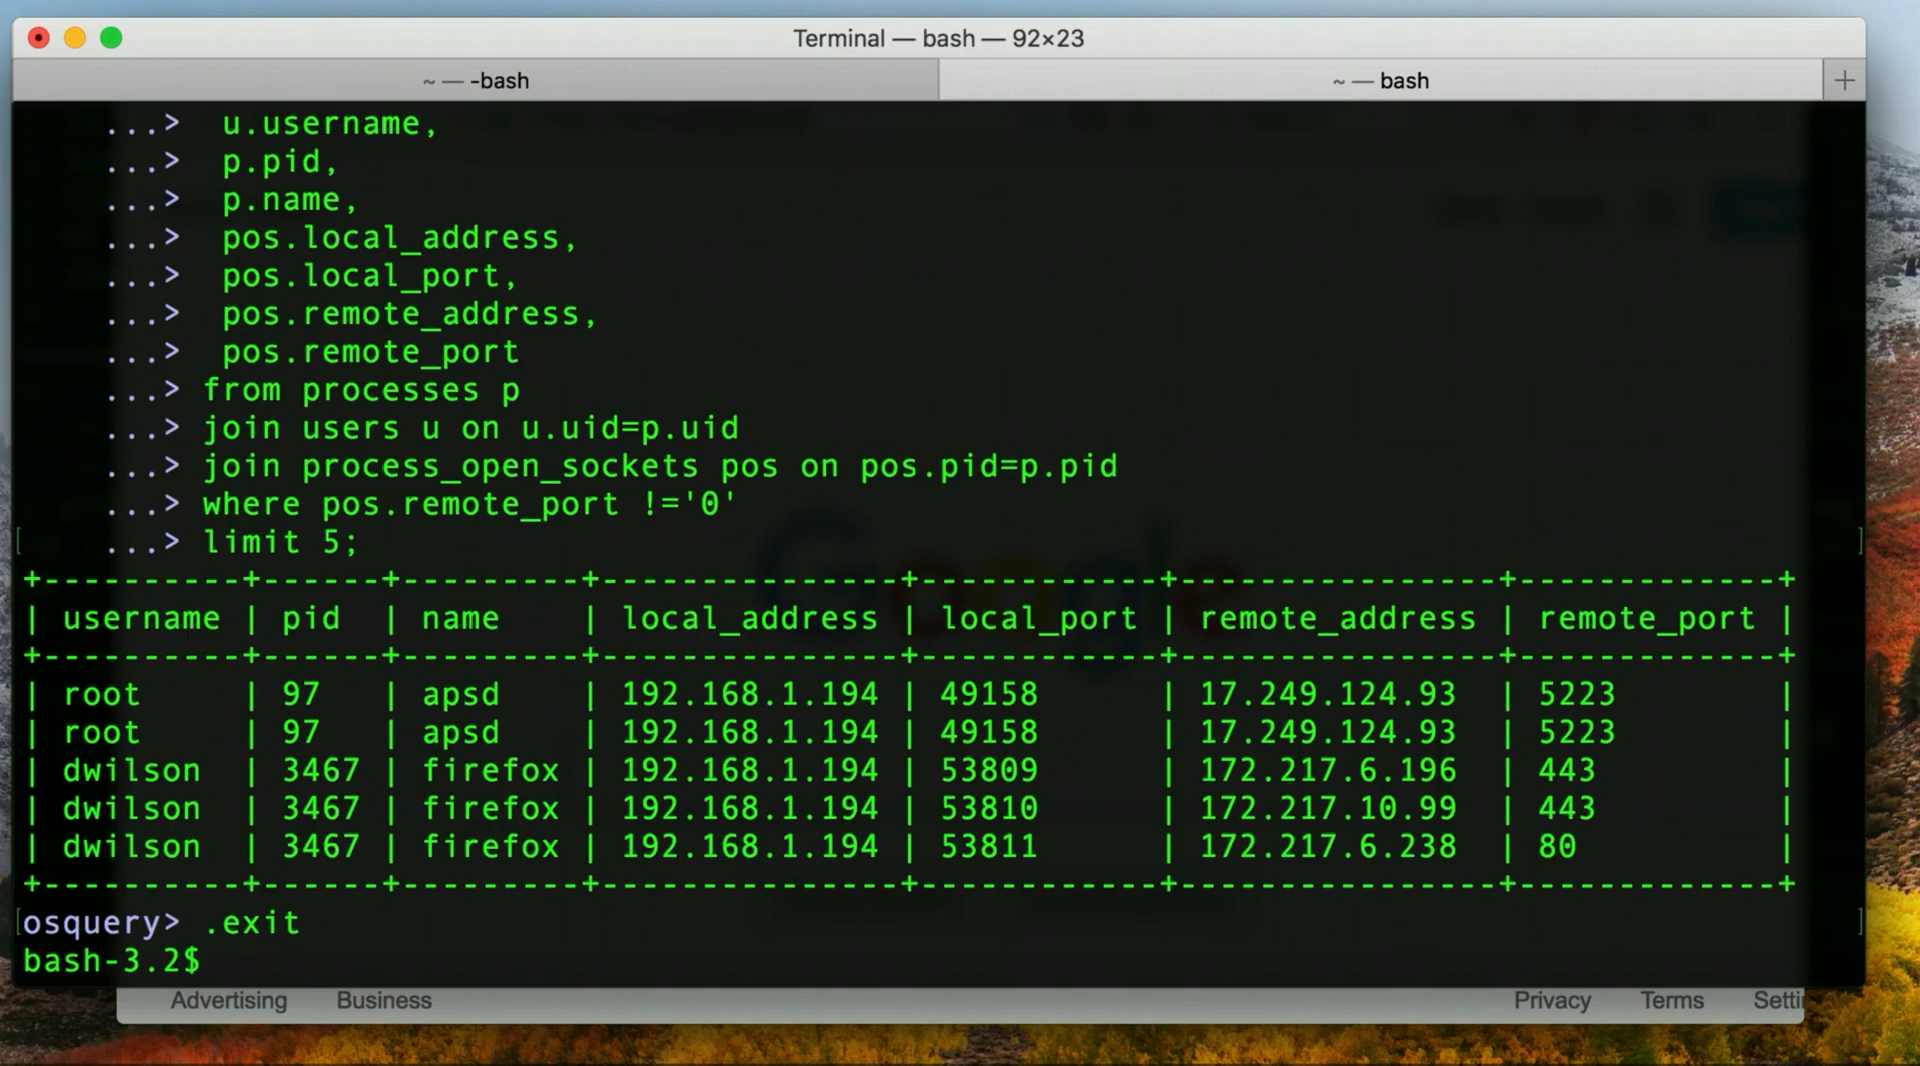 Terminal — bash — 92×23
~ — -bash
~ — bash
...> u.username,
...> p.pid,
...> p.name,
...> pos.local_address,
...> pos.local_port,
...> pos.remote_address,
...> pos.remote_port
...> from processes p
...> join users u on u.uid=p.uid
...> join process_open_sockets pos on pos.pid=p.pid
...> where pos.remote_port !='0'
...> limit 5;
+----------+------+---------+---------------+------------+----------------+-------------+
| username | pid | name | local_address | local_port | remote_address | remote_port |
+----------+------+---------+---------------+------------+----------------+-------------+
| root | 97 | apsd | 192.168.1.194 | 49158 | 17.249.124.93 | 5223 |
| root | 97 | apsd | 192.168.1.194 | 49158 | 17.249.124.93 | 5223 |
| dwilson | 3467 | firefox | 192.168.1.194 | 53809 | 172.217.6.196 | 443 |
| dwilson | 3467 | firefox | 192.168.1.194 | 53810 | 172.217.10.99 | 443 |
| dwilson | 3467 | firefox | 192.168.1.194 | 53811 | 172.217.6.238 | 80 |
+----------+------+---------+---------------+------------+----------------+-------------+
osquery> .exit
bash-3.2$
Google
Advertising Business Privacy Terms Setti